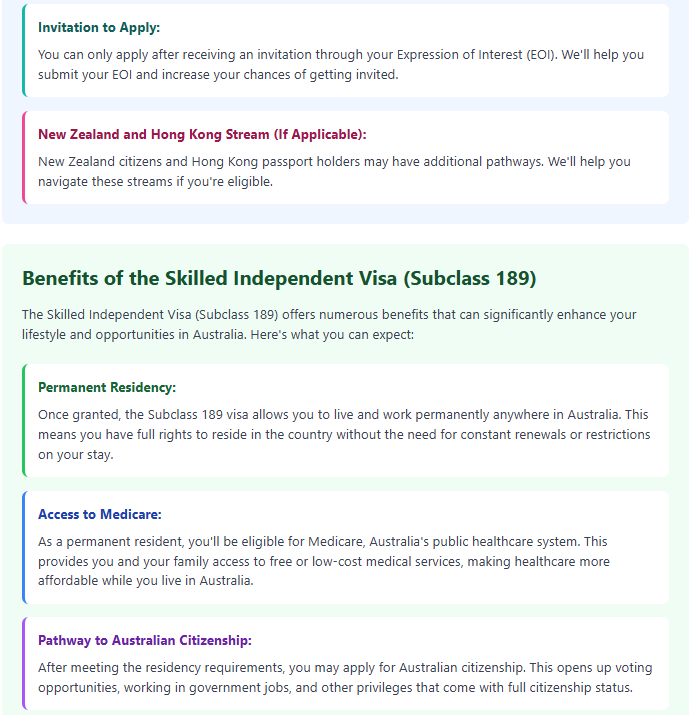 Invitation to Apply:
You can only apply after receiving an invitation through your Expression of Interest (EOI). We'll help you
submit your EOI and increase your chances of getting invited.
New Zealand and Hong Kong Stream (If Applicable):
New Zealand citizens and Hong Kong passport holders may have additional pathways. We'll help you
navigate these streams if you're eligible.
Benefits of the Skilled Independent Visa (Subclass 189)
The Skilled Independent Visa (Subclass 189) offers numerous benefits that can significantly enhance your
lifestyle and opportunities in Australia. Here's what you can expect:
Permanent Residency:
Once granted, the Subclass 189 visa allows you to live and work permanently anywhere in Australia. This
means you have full rights to reside in the country without the need for constant renewals or restrictions
on your stay.
Access to Medicare:
As a permanent resident, you'll be eligible for Medicare, Australia's public healthcare system. This
provides you and your family access to free or low-cost medical services, making healthcare more
affordable while you live in Australia.
Pathway to Australian Citizenship:
After meeting the residency requirements, you may apply for Australian citizenship. This opens up voting
opportunities, working in government jobs, and other privileges that come with full citizenship status.